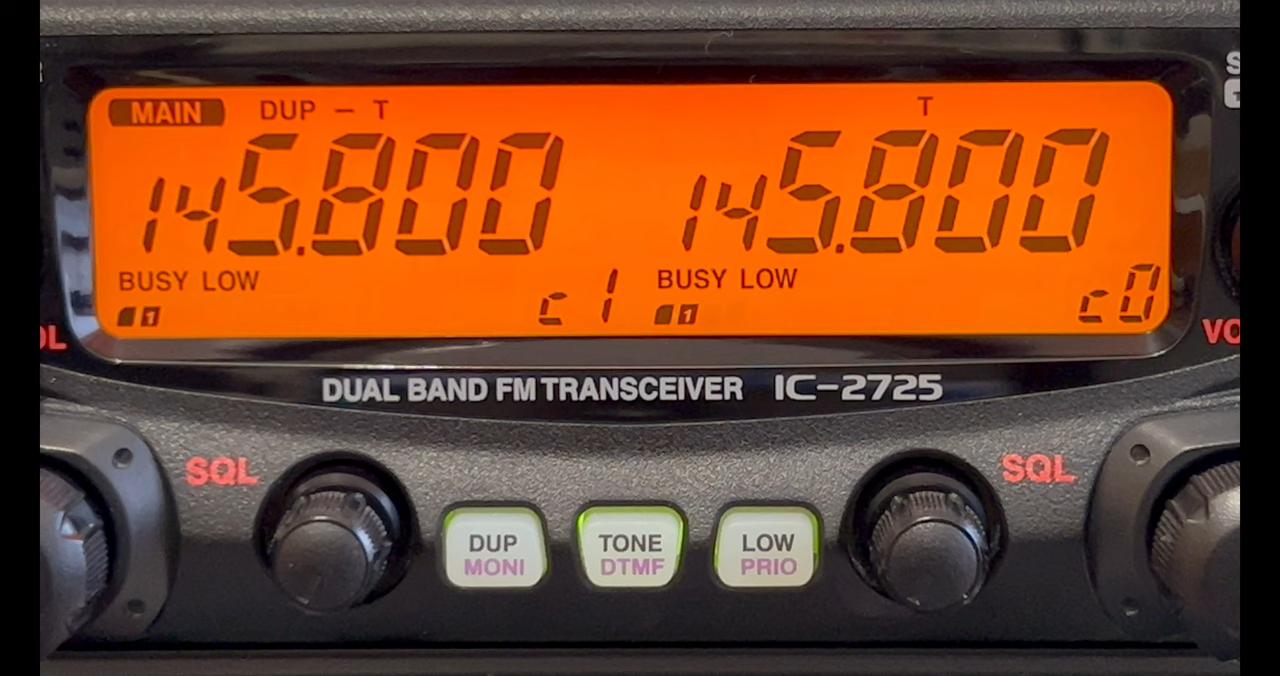 MAIN DUP – T
145.800
BUSY LOW
1
c1
T
145.800
BUSY LOW
1
c0
DUAL BAND FM TRANSCEIVER IC-2725
SQL
SQL
DUP
MONI
TONE
DTMF
LOW
PRIO